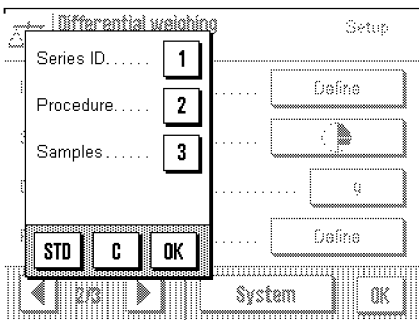 Differential weighing
Setup
Series ID...... 1
Procedure..... 2
Samples...... 3
Define
g
Define
STD C OK
2/3 System OK